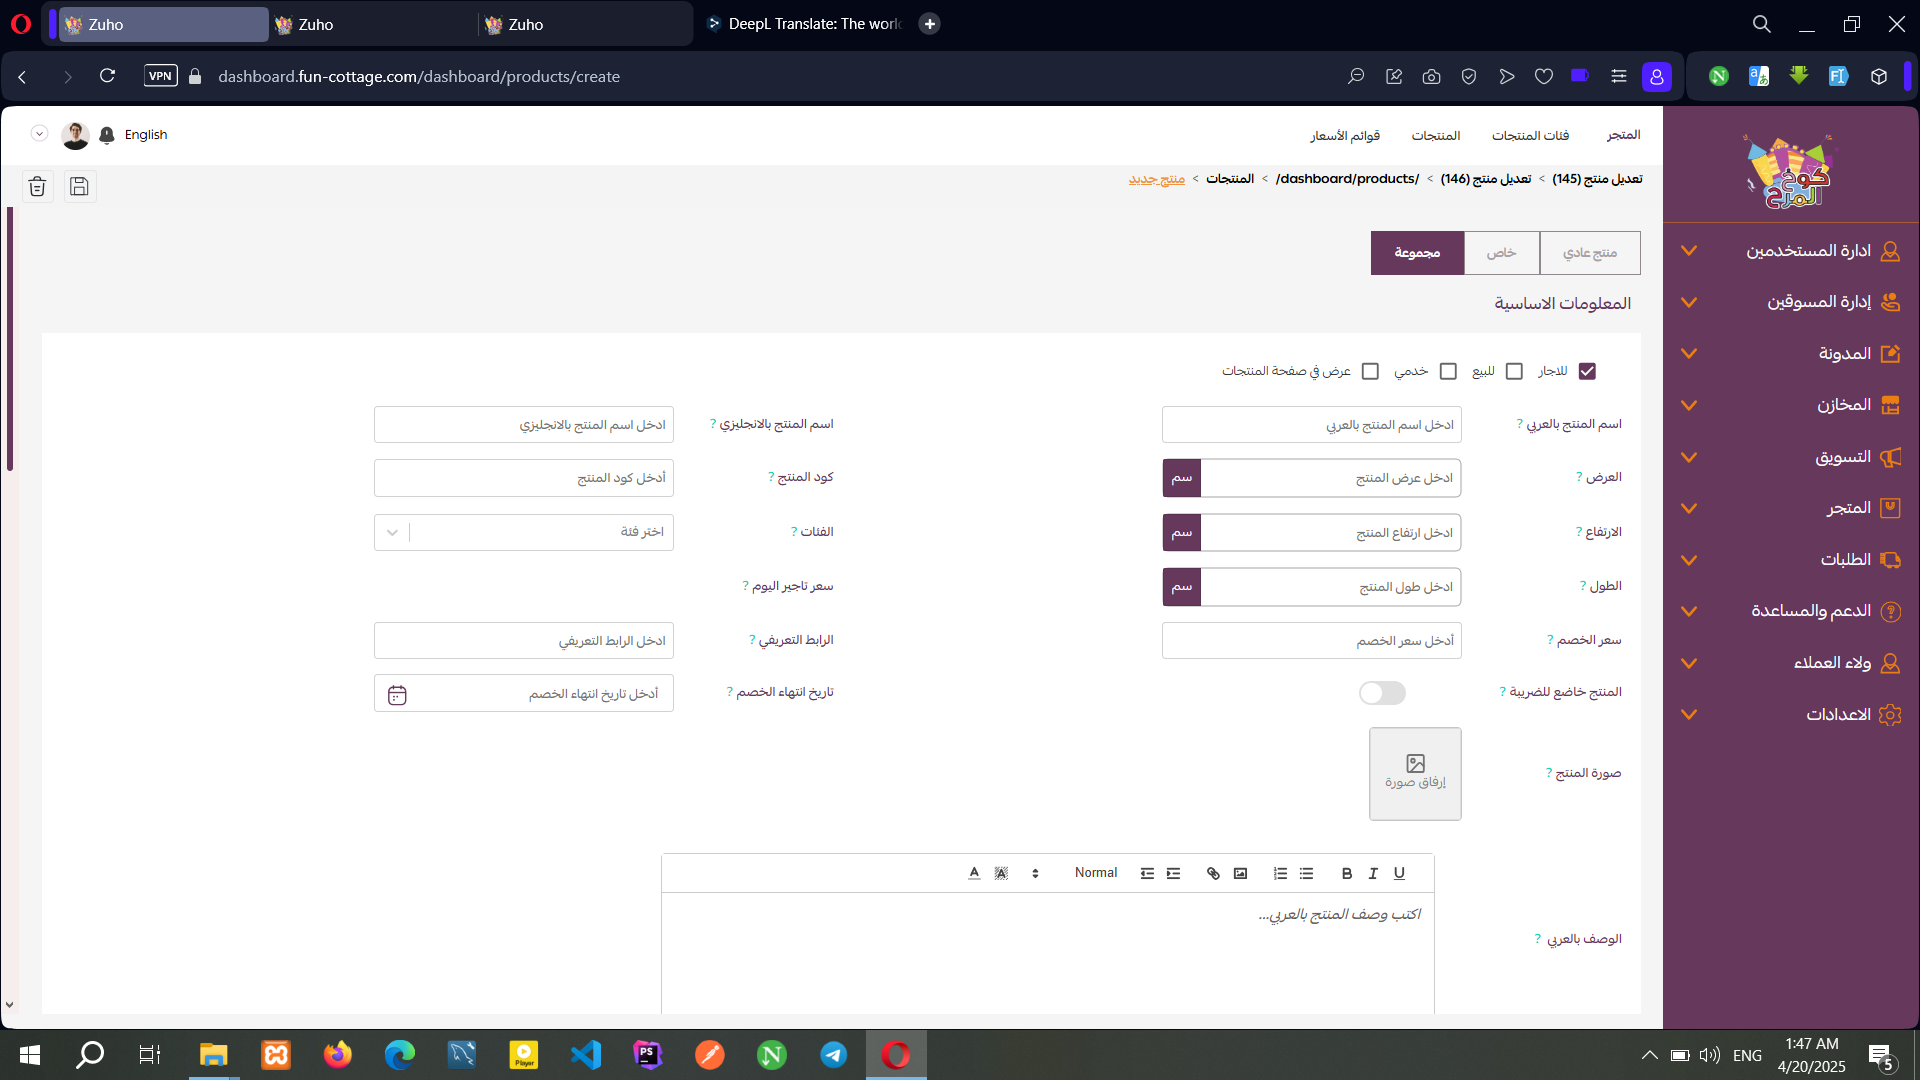 Zuho
Zuho
Zuho
DeepL Translate: The worl
VPN
dashboard.fun-cottage.com/dashboard/products/create
English
المتجر
فئات المنتجات
المنتجات
قوائم الأسعار
تعديل منتج (145) > تعديل منتج (146) > /dashboard/products/ > المنتجات > منتج جديد
كوخ المرح
ادارة المستخدمين
إدارة المسوقين
المدونة
المخازن
التسويق
المتجر
الطلبات
الدعم والمساعدة
ولاء العملاء
الاعدادات
منتج عادي
خاص
مجموعة
المعلومات الاساسية
للاجار
للبيع
خدمي
عرض في صفحة المنتجات
اسم المنتج بالعربي ?
ادخل اسم المنتج بالعربي
اسم المنتج بالانجليزي ?
ادخل اسم المنتج بالانجليزي
العرض ?
ادخل عرض المنتج
سم
كود المنتج ?
أدخل كود المنتج
الارتفاع ?
ادخل ارتفاع المنتج
سم
الفئات ?
اختر فئة
الطول ?
ادخل طول المنتج
سم
سعر تاجير اليوم ?
سعر الخصم ?
أدخل سعر الخصم
الرابط التعريفي ?
ادخل الرابط التعريفي
المنتج خاضع للضريبة ?
تاريخ انتهاء الخصم ?
أدخل تاريخ انتهاء الخصم
صورة المنتج ?
إرفاق صورة
Normal
B I U
الوصف بالعربي ?
اكتب وصف المنتج بالعربي...
ENG
1:47 AM
4/20/2025
5